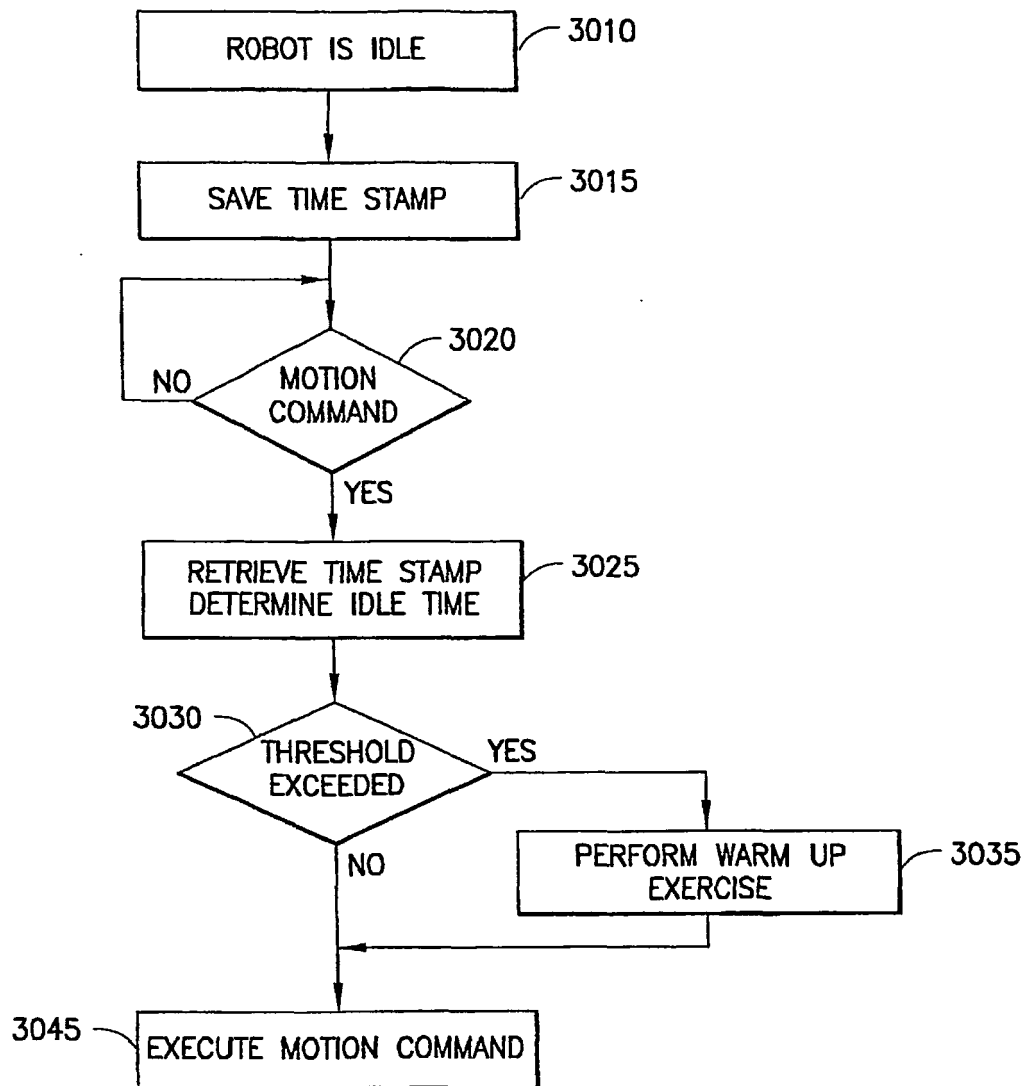 ROBOT IS IDLE
3010
SAVE TIME STAMP
3015
3020
NO
MOTION
COMMAND
YES
RETRIEVE TIME STAMP
DETERMINE IDLE TIME
3025
3030
THRESHOLD
EXCEEDED
YES
NO
PERFORM WARM UP
EXERCISE
3035
3045
EXECUTE MOTION COMMAND